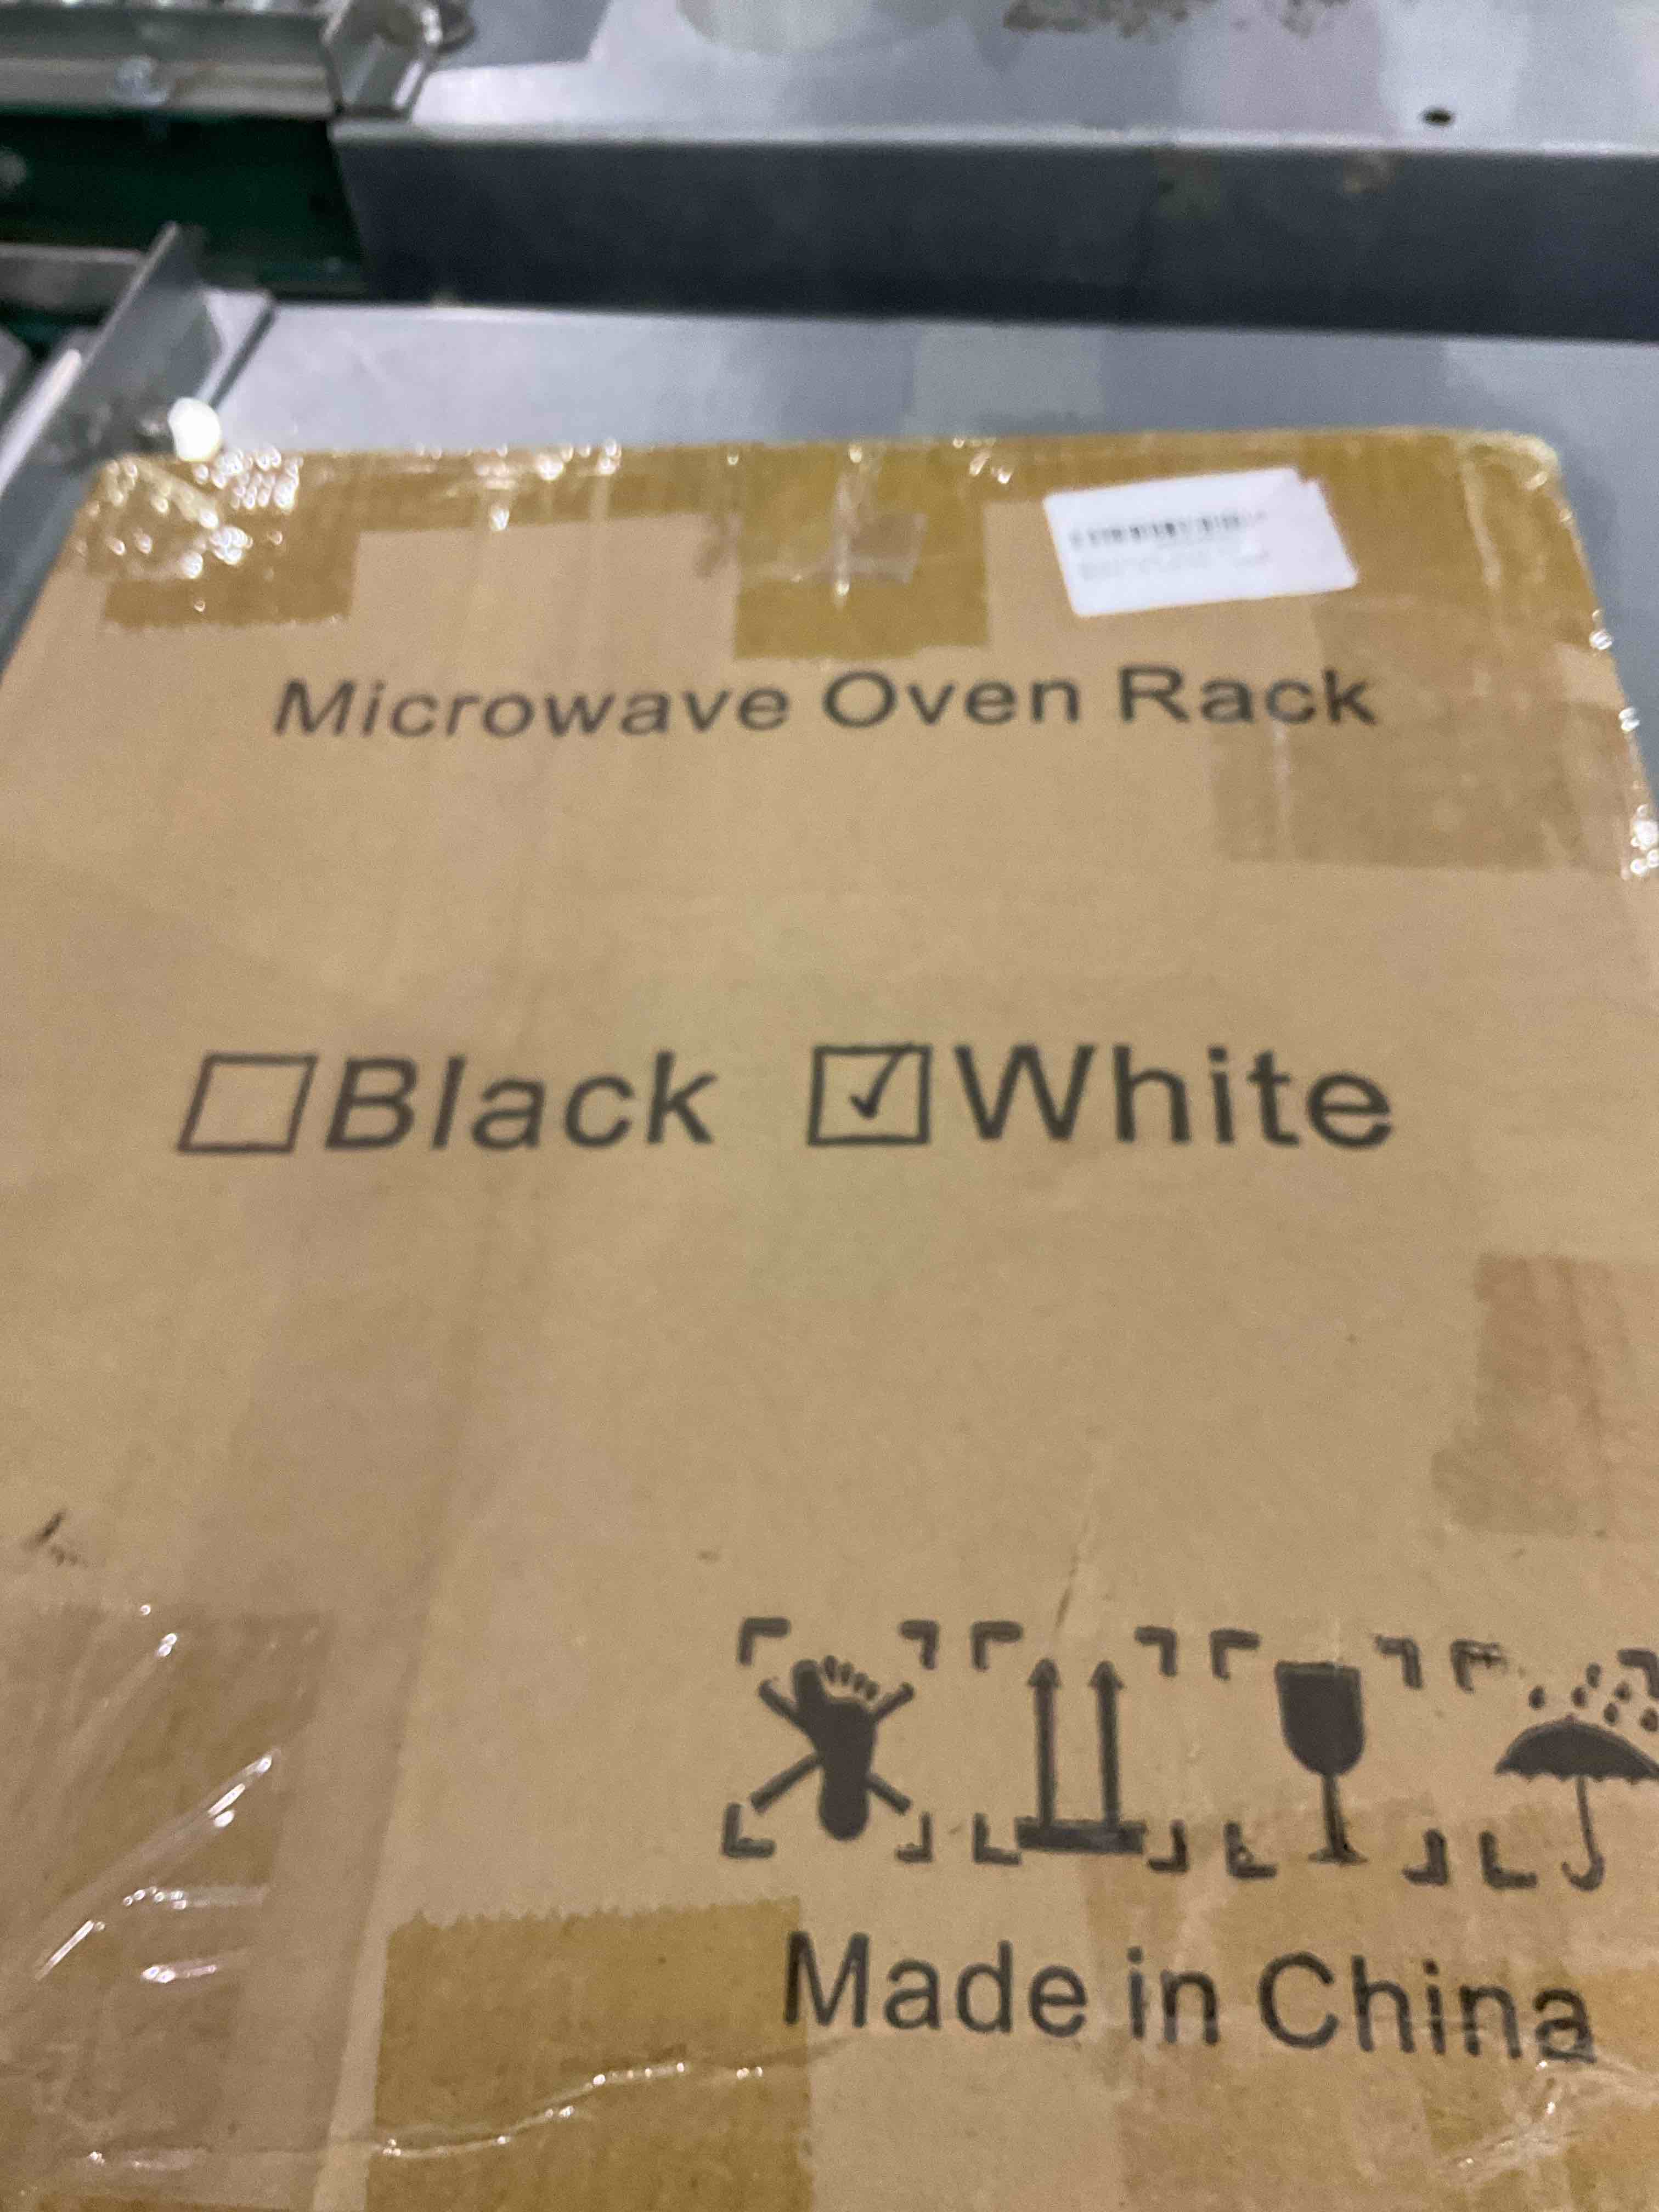 Microwave Oven Rack
Black White
Made in China